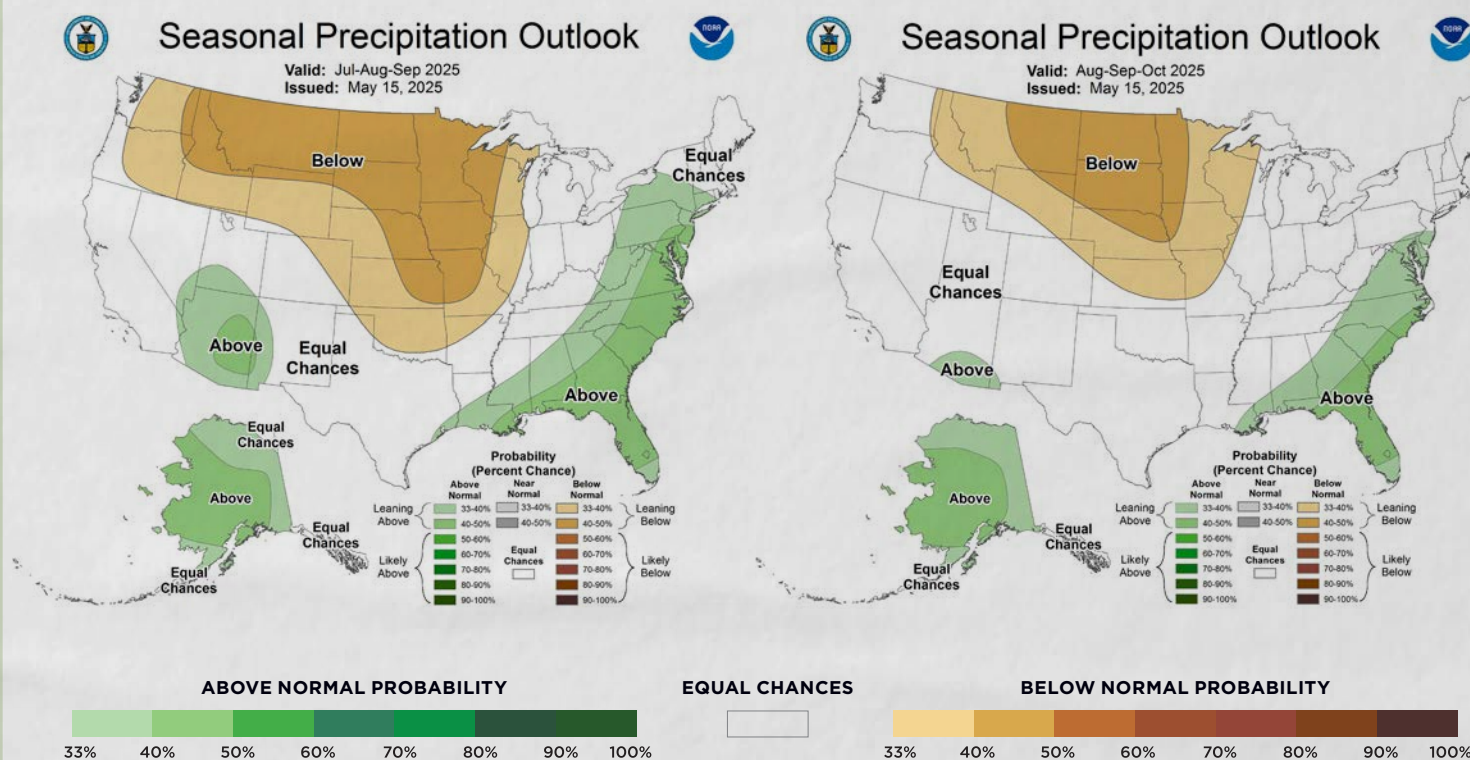 NOAA
Seasonal Precipitation Outlook
Valid: Jul-Aug-Sep 2025
Issued: May 15, 2025
Below
Equal
Chances
Above
Equal
Chances
Above
Equal
Chances
Above
Equal
Chances
Equal
Chances
Probability
(Percent Chance)
Above
Normal
Near
Normal
Below
Normal
Leaning
Above
33-40%
33-40%
33-40%
Leaning
Below
40-50%
40-50%
40-50%
50-60%
50-60%
Likely
Above
60-70%
Equal
Chances
60-70%
Likely
Below
70-80%
70-80%
80-90%
80-90%
90-100%
90-100%
NOAA
Seasonal Precipitation Outlook
Valid: Aug-Sep-Oct 2025
Issued: May 15, 2025
Below
Equal
Chances
Above
Above
Above
Equal
Chances
Equal
Chances
Probability
(Percent Chance)
Above
Normal
Near
Normal
Below
Normal
Leaning
Above
33-40%
33-40%
33-40%
Leaning
Below
40-50%
40-50%
40-50%
50-60%
50-60%
Likely
Above
60-70%
Equal
Chances
60-70%
Likely
Below
70-80%
70-80%
80-90%
80-90%
90-100%
90-100%
ABOVE NORMAL PROBABILITY
33% 40% 50% 60% 70% 80% 90% 100%
EQUAL CHANCES
BELOW NORMAL PROBABILITY
33% 40% 50% 60% 70% 80% 90% 100%